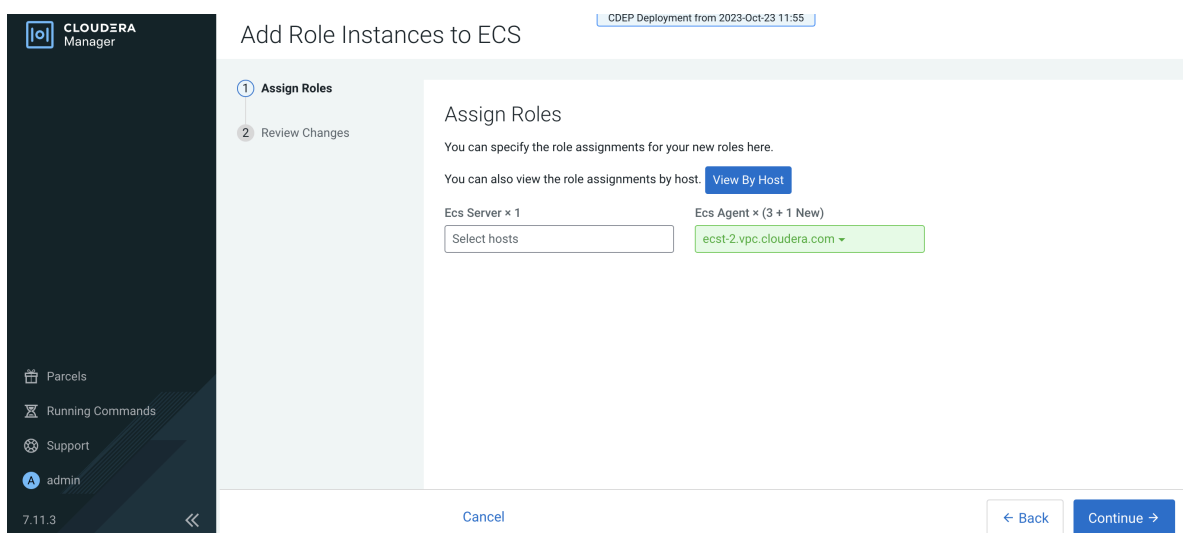 CLOUDERA
Manager
CDEP Deployment from 2023-Oct-23 11:55
Add Role Instances to ECS
1 Assign Roles
2 Review Changes
Assign Roles
You can specify the role assignments for your new roles here.
You can also view the role assignments by host. View By Host
Ecs Server × 1 Ecs Agent × (3 + 1 New)
Select hosts ecst-2.vpc.cloudera.com
Parcels
Running Commands
Support
A admin
7.11.3
Cancel ← Back Continue →